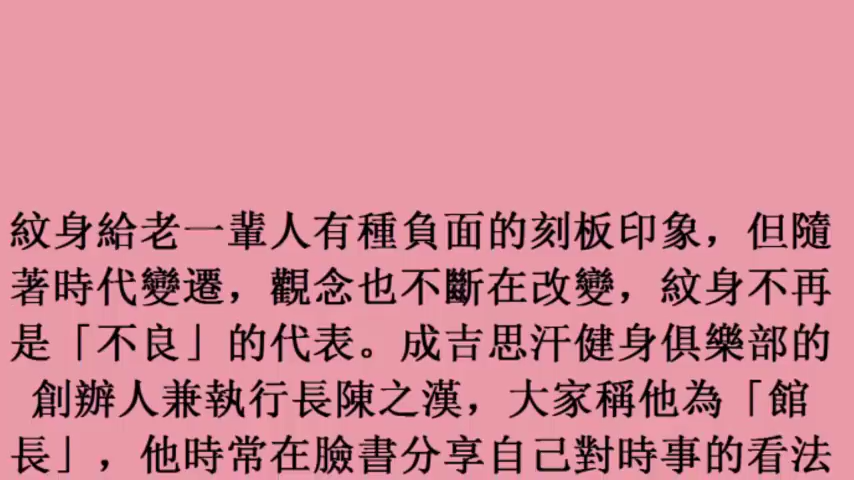 紋身給老一輩人有種負面的刻板印象，但隨
著時代變遷，觀念也不斷在改變，紋身不再
是「不良」的代表。成吉思汗健身俱樂部的
創辦人兼執行長陳之漢，大家稱他為「館
長」，他時常在臉書分享自己對時事的看法